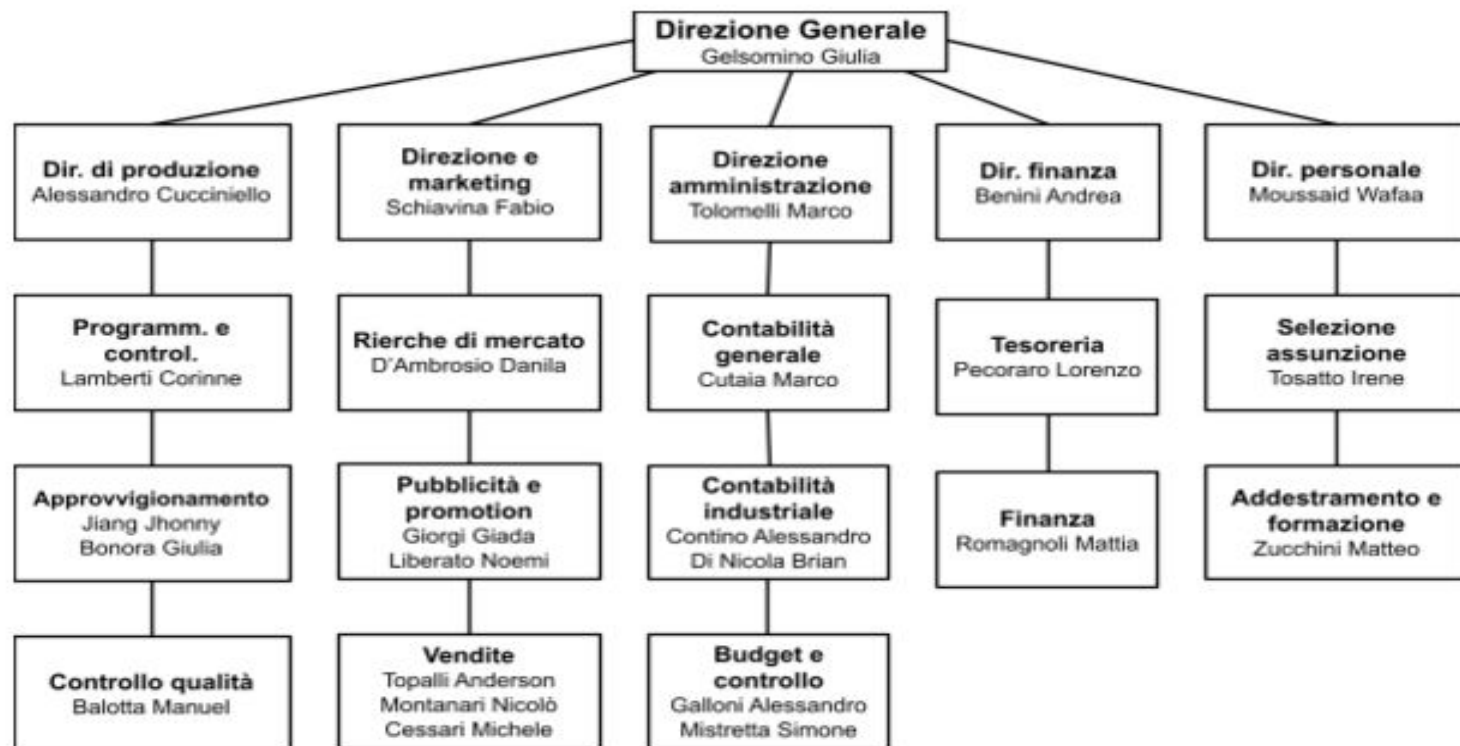 Direzione Generale
Gelsomino Giulia
Dir. di produzione
Alessandro Cucciniello
Direzione e
marketing
Schiavina Fabio
Direzione
amministrazione
Tolomelli Marco
Dir. finanza
Benini Andrea
Dir. personale
Moussaid Wafaa
Programm. e
control.
Lamberti Corinne
Rierche di mercato
D'Ambrosio Danila
Contabilità
generale
Cutaia Marco
Tesoreria
Pecoraro Lorenzo
Selezione
assunzione
Tosatto Irene
Approvvigionamento
Jiang Jhonny
Bonora Giulia
Pubblicità e
promotion
Giorgi Giada
Liberato Noemi
Contabilità
industriale
Contino Alessandro
Di Nicola Brian
Finanza
Romagnoli Mattia
Addestramento e
formazione
Zucchini Matteo
Controllo qualità
Balotta Manuel
Vendite
Topalli Anderson
Montanari Nicolò
Cessari Michele
Budget e
controllo
Galloni Alessandro
Mistretta Simone